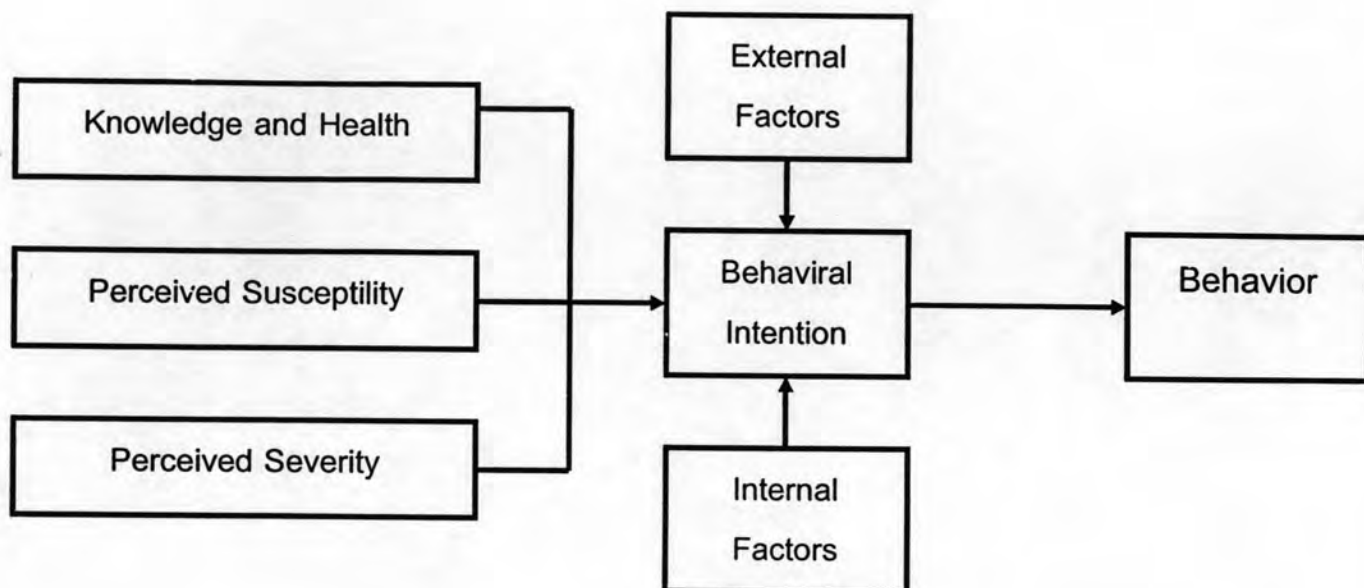 External
Factors
Knowledge and Health
Perceived Susceptility
Behaviral
Intention
Behavior
Perceived Severity
Internal
Factors